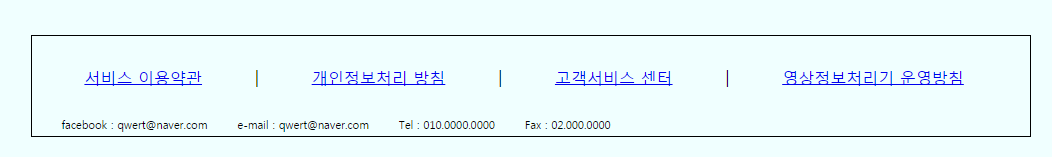 서비스 이용약관 | 개인정보처리 방침 | 고객서비스 센터 | 영상정보처리기 운영방침
facebook : qwert@naver.com e-mail : qwert@naver.com Tel : 010.0000.0000 Fax : 02.000.0000